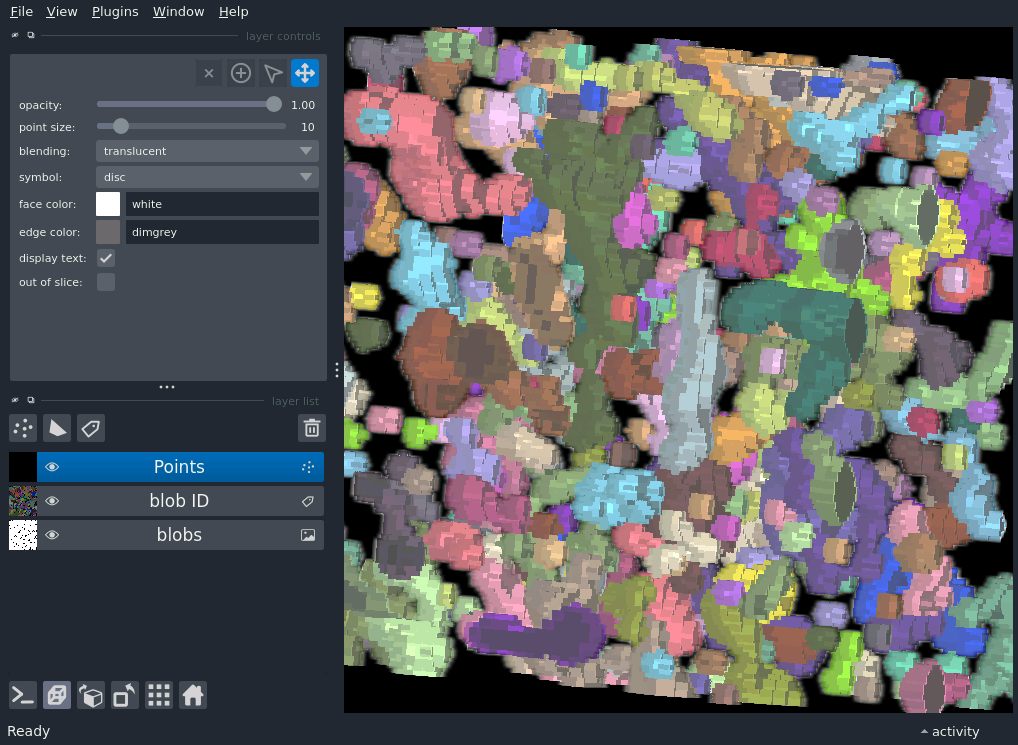 File View Plugins Window Help
layer controls
opacity: 1.00
point size: 10
blending: translucent
symbol: disc
face color: white
edge color: dimgrey
display text:
out of slice:
layer list
Points
blob ID
blobs
Ready
activity